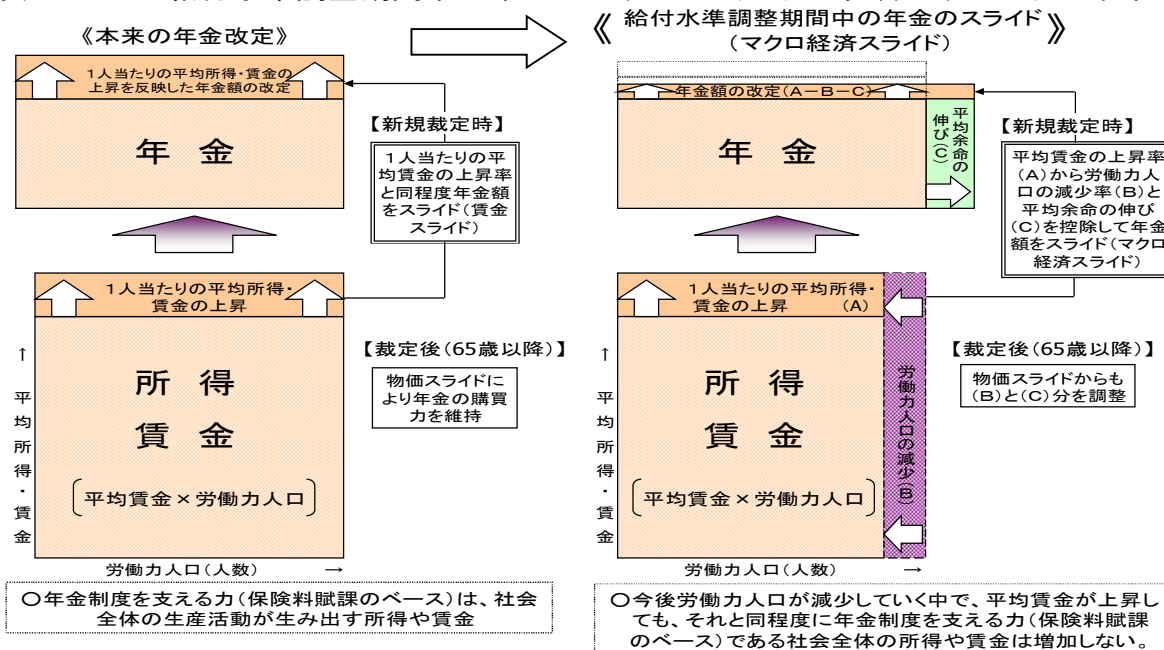 《本来の年金改定》
1人当たりの平均所得・賃金の
上昇を反映した年金額の改定
年 金
【新規裁定時】
1人当たりの平
均賃金の上昇率
と同程度年金額
をスライド(賃金
スライド)
1人当たりの平均所得・
賃金の上昇
所 得
賃 金
平均賃金×労働力人口
↑
平均所得・賃金
労働力人口(人数) →
【裁定後(65歳以降)】
物価スライドに
より年金の購買
力を維持
○年金制度を支える力(保険料賦課のベース)は、社会
全体の生産活動が生み出す所得や賃金
《給付水準調整期間中の年金のスライド
(マクロ経済スライド)》
年金額の改定(A-B-C)
年 金
平均余命の
伸び(C)
【新規裁定時】
平均賃金の上昇率
(A)から労働力人
口の減少率(B)と
平均余命の伸び
(C)を控除して年金
額をスライド(マクロ
経済スライド)
1人当たりの平均所得・
賃金の上昇 (A)
所 得
賃 金
平均賃金×労働力人口
労働力人口の減少(B)
↑
平均所得・賃金
労働力人口(人数) →
【裁定後(65歳以降)】
物価スライドからも
(B)と(C)分を調整
○今後労働力人口が減少していく中で、平均賃金が上昇し
ても、それと同程度に年金制度を支える力(保険料賦課
のベース)である社会全体の所得や賃金は増加しない。